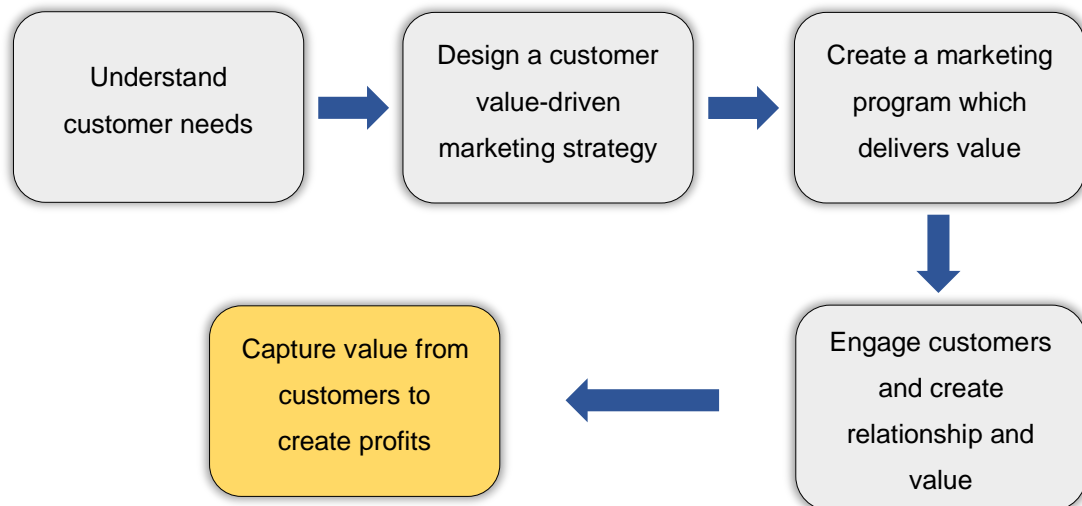 Understand
customer needs
Design a customer
value-driven
marketing strategy
Create a marketing
program which
delivers value
Engage customers
and create
relationship and
value
Capture value from
customers to
create profits